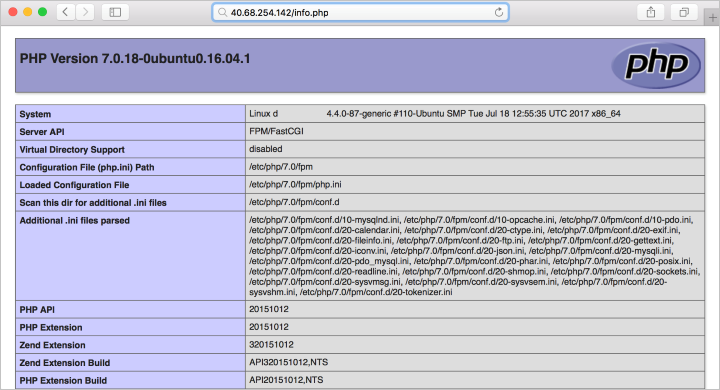 40.68.254.142/info.php
PHP Version 7.0.18-0ubuntu0.16.04.1
php
System Linux d 4.4.0-87-generic #110-Ubuntu SMP Tue Jul 18 12:55:35 UTC 2017 x86_64
Server API FPM/FastCGI
Virtual Directory Support disabled
Configuration File (php.ini) Path /etc/php/7.0/fpm
Loaded Configuration File /etc/php/7.0/fpm/php.ini
Scan this dir for additional .ini files /etc/php/7.0/fpm/conf.d
Additional .ini files parsed /etc/php/7.0/fpm/conf.d/10-mysqlnd.ini, /etc/php/7.0/fpm/conf.d/10-opcache.ini, /etc/php/7.0/fpm/conf.d/10-pdo.ini,
/etc/php/7.0/fpm/conf.d/20-calendar.ini, /etc/php/7.0/fpm/conf.d/20-ctype.ini, /etc/php/7.0/fpm/conf.d/20-exif.ini,
/etc/php/7.0/fpm/conf.d/20-fileinfo.ini, /etc/php/7.0/fpm/conf.d/20-ftp.ini, /etc/php/7.0/fpm/conf.d/20-gettext.ini,
/etc/php/7.0/fpm/conf.d/20-iconv.ini, /etc/php/7.0/fpm/conf.d/20-json.ini, /etc/php/7.0/fpm/conf.d/20-mysqli.ini,
/etc/php/7.0/fpm/conf.d/20-pdo_mysql.ini, /etc/php/7.0/fpm/conf.d/20-phar.ini, /etc/php/7.0/fpm/conf.d/20-posix.ini,
/etc/php/7.0/fpm/conf.d/20-readline.ini, /etc/php/7.0/fpm/conf.d/20-shmop.ini, /etc/php/7.0/fpm/conf.d/20-sockets.ini,
/etc/php/7.0/fpm/conf.d/20-sysvmsg.ini, /etc/php/7.0/fpm/conf.d/20-sysvsem.ini, /etc/php/7.0/fpm/conf.d/20-
sysvshm.ini, /etc/php/7.0/fpm/conf.d/20-tokenizer.ini
PHP API 20151012
PHP Extension 20151012
Zend Extension 320151012
Zend Extension Build API320151012,NTS
PHP Extension Build API20151012,NTS